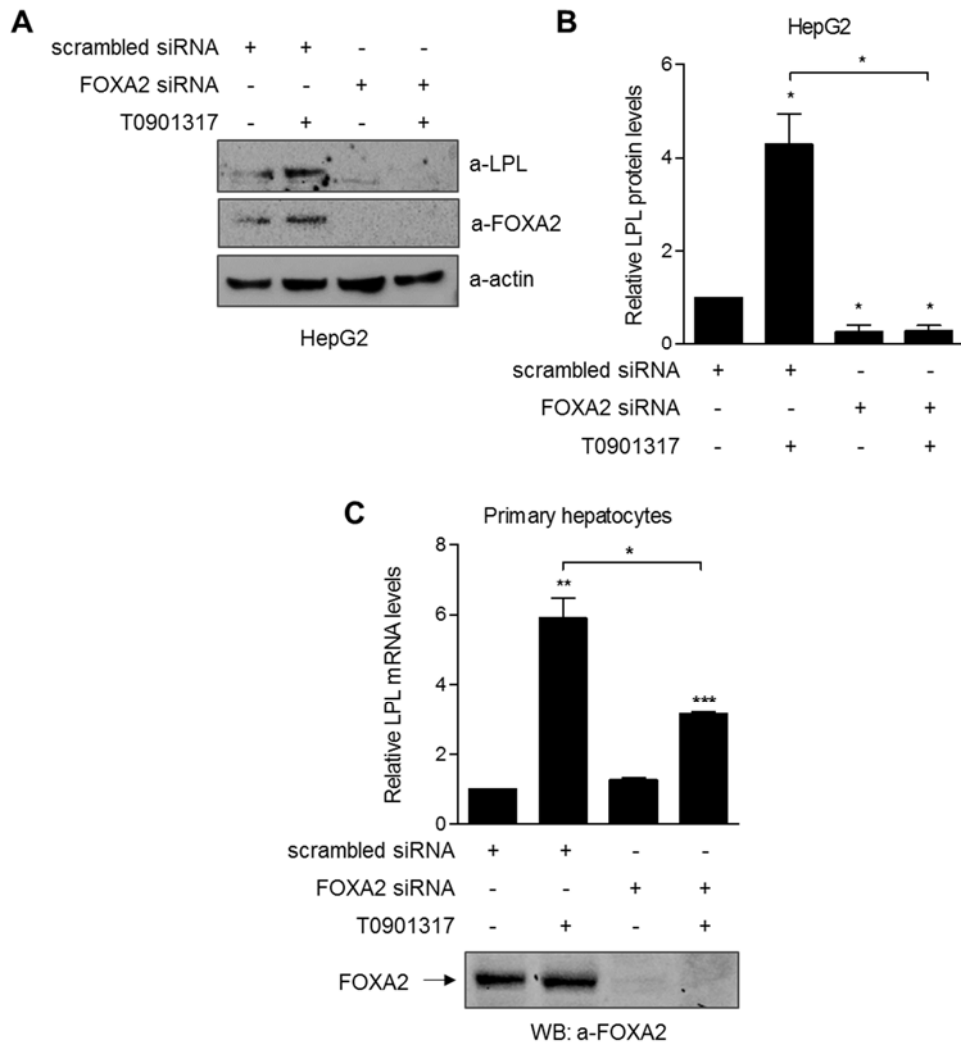 A
scrambled siRNA + + - -
FOXA2 siRNA - - + +
T0901317 - + - +
a-LPL
a-FOXA2
a-actin
HepG2
B
HepG2
Relative LPL protein levels
6
4
2
0
*
*
*
*
scrambled siRNA + + - -
FOXA2 siRNA - - + +
T0901317 - + - +
C
Primary hepatocytes
Relative LPL mRNA levels
8
6
4
2
0
*
**
***
scrambled siRNA + + - -
FOXA2 siRNA - - + +
T0901317 - + - +
FOXA2
WB: a-FOXA2